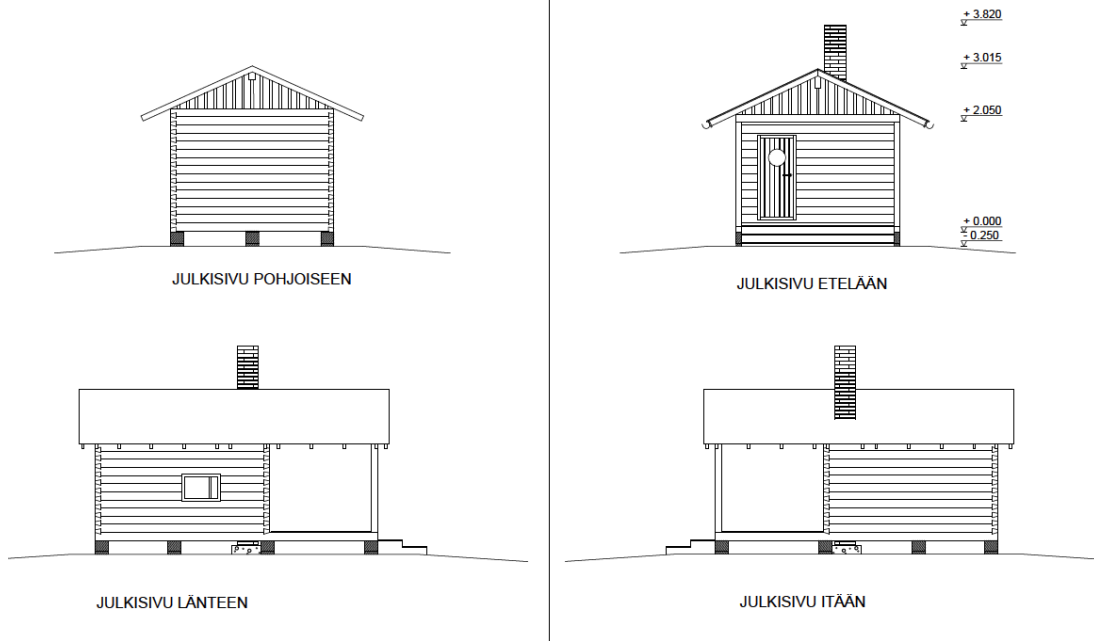 + 3.820
+ 3.015
+ 2.050
+ 0.000
- 0.250
JULKISIVU POHJOISEEN
JULKISIVU ETELÄÄN
JULKISIVU LÄNTEEN
JULKISIVU ITÄÄN